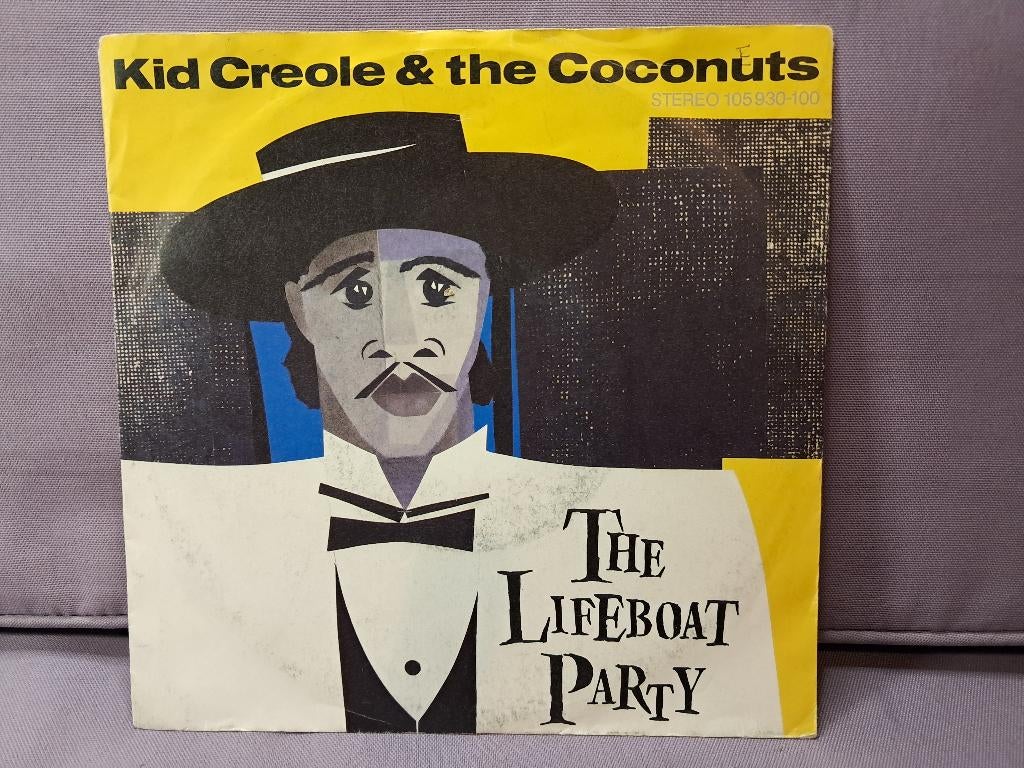 E
Kid Creole & the Coconuts
STEREO 105 930-100
THE
LIFEBOAT
PARTY